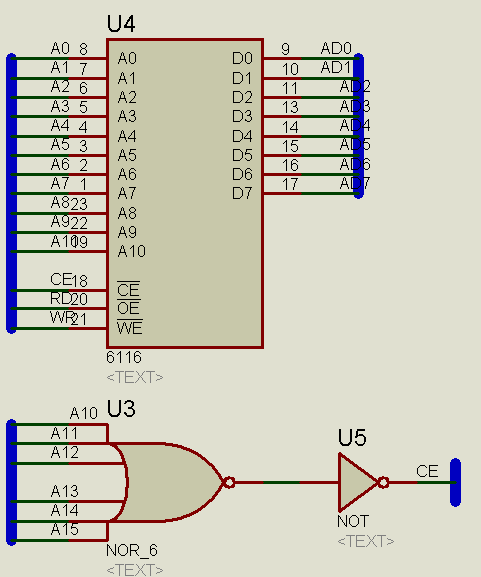 U4
A0 8 A0 D0 9 AD0
A1 7 A1 D1 10 AD1
A2 6 A2 D2 11 AD2
A3 5 A3 D3 13 AD3
A4 4 A4 D4 14 AD4
A5 3 A5 D5 15 AD5
A6 2 A6 D6 16 AD6
A7 1 A7 D7 17 AD7
A8 23 A8
A9 22 A9
A10 19 A10
CE 18 CE
RD 20 OE
WR 21 WE
6116
<TEXT>
U3
A10
A11
A12
A13
A14
A15
NOR_6
<TEXT>
U5
CE
NOT
<TEXT>